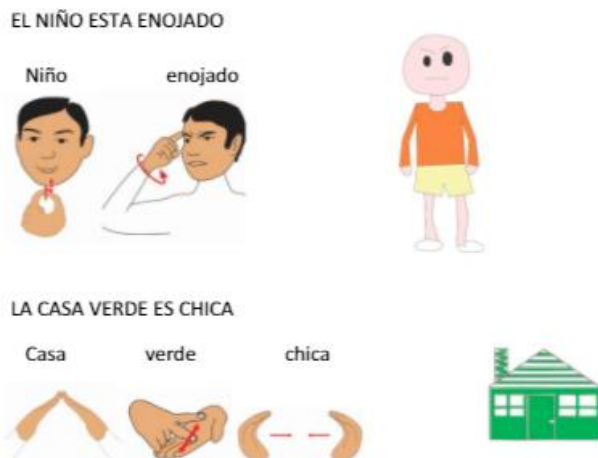 EL NIÑO ESTA ENOJADO
Niño enojado
LA CASA VERDE ES CHICA
Casa verde chica